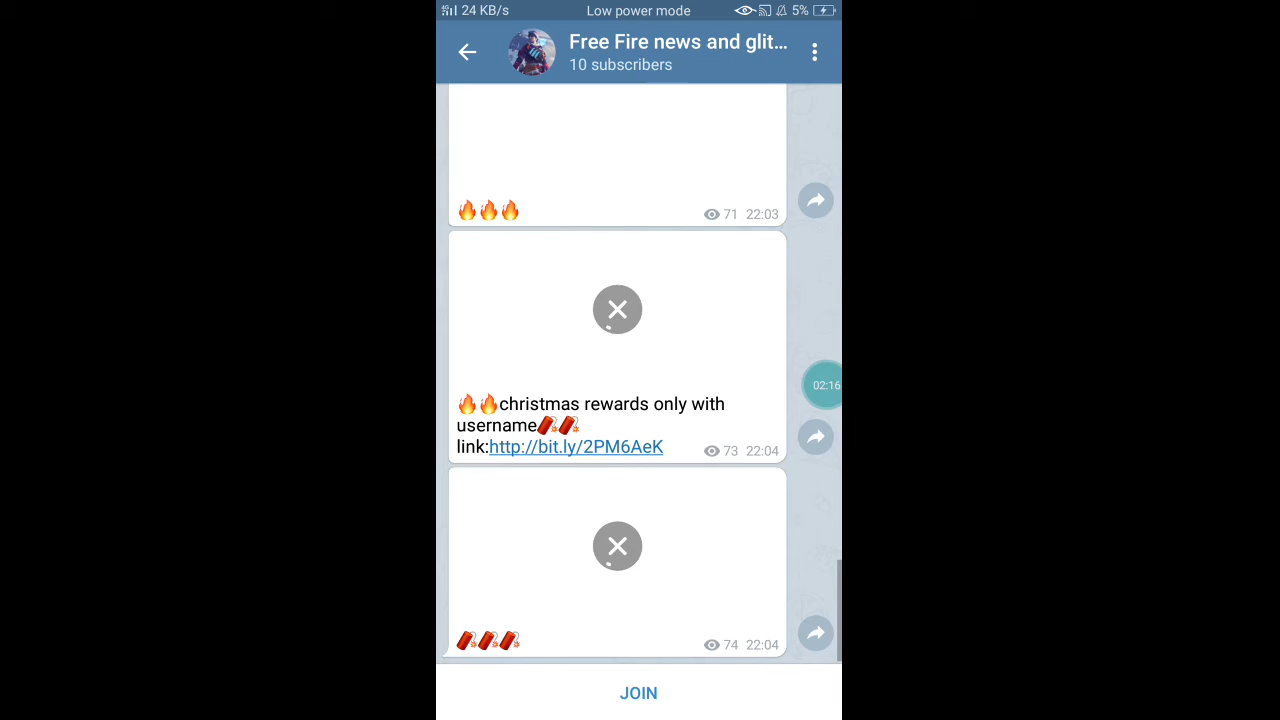 4G 24 KB/s Low power mode 5%
Free Fire news and glit...
10 subscribers
🔥🔥🔥 71 22:03
🔥🔥christmas rewards only with
username🧨🧨
link:http://bit.ly/2PM6AeK 73 22:04
02:16
🧨🧨🧨 74 22:04
JOIN